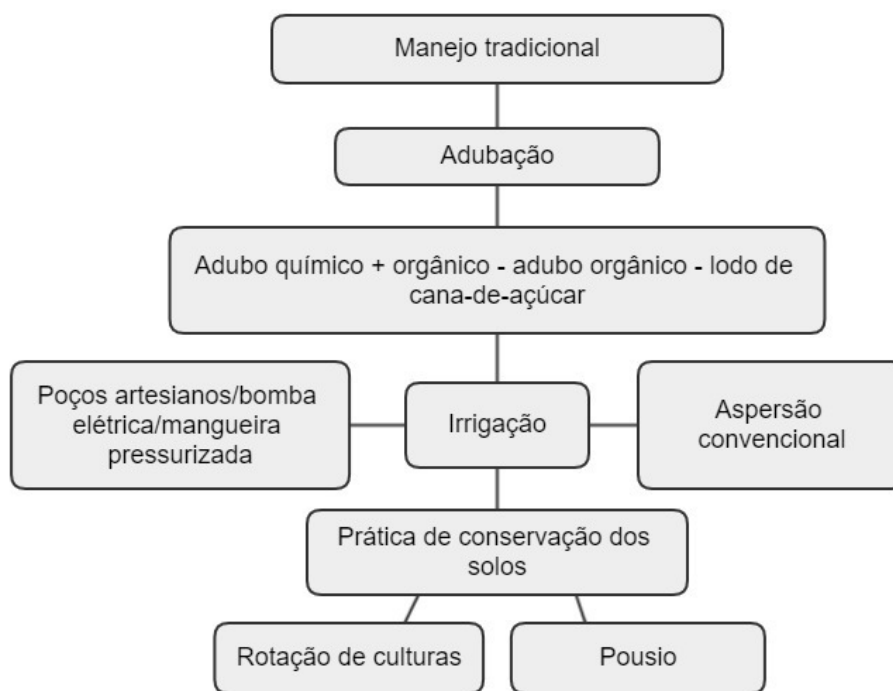 Manejo tradicional
Adubação
Adubo químico + orgânico - adubo orgânico - lodo de
cana-de-açúcar
Poços artesianos/bomba
elétrica/mangueira
pressurizada
Irrigação
Aspersão
convencional
Prática de conservação dos
solos
Rotação de culturas
Pousio